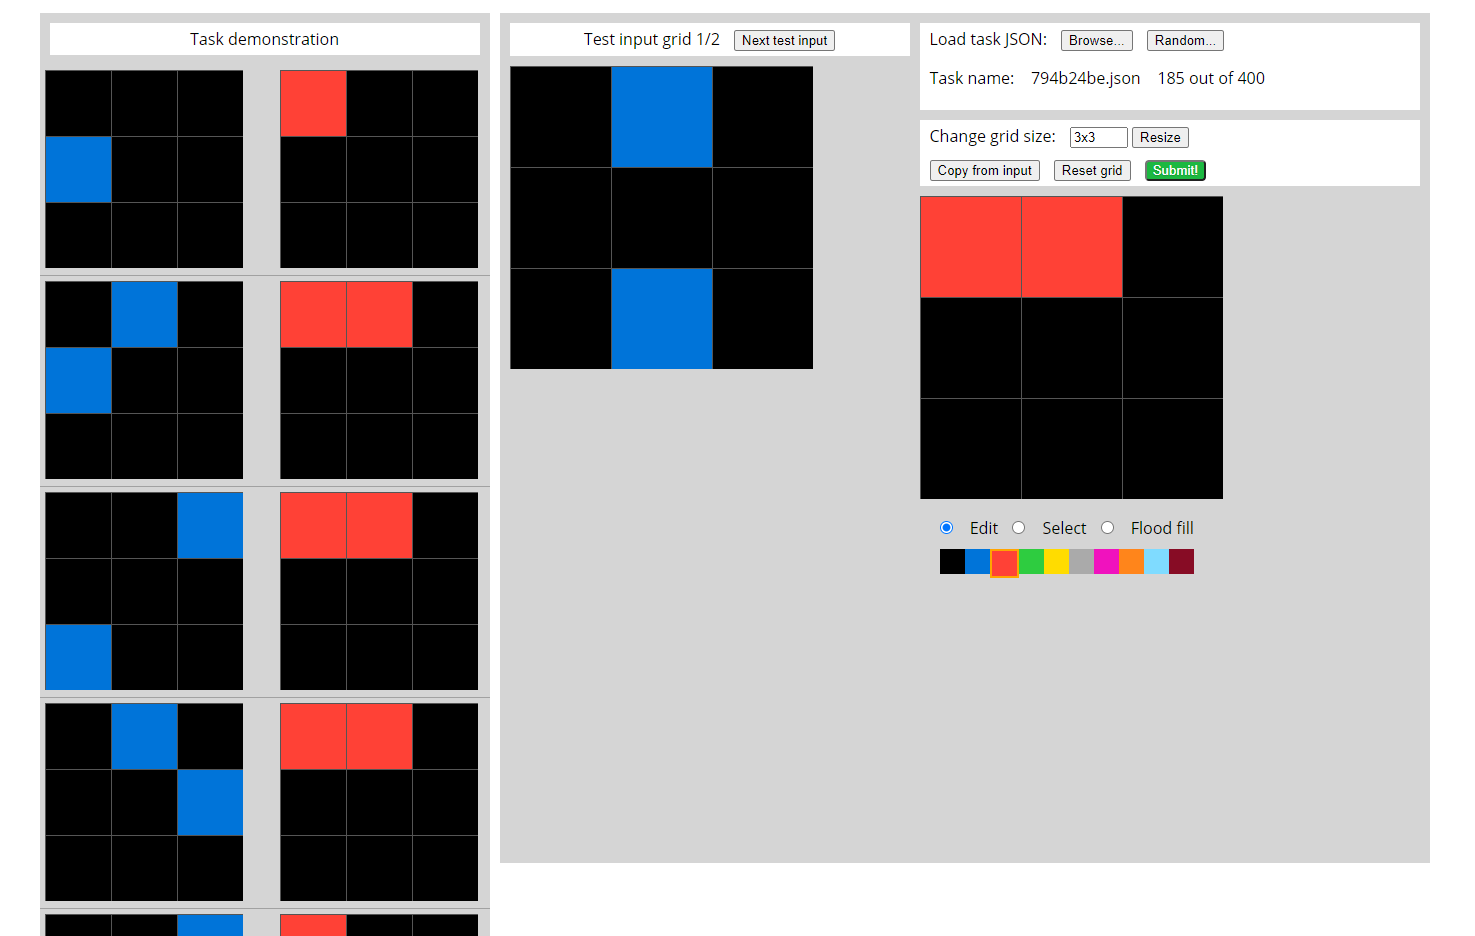 Task demonstration
Test input grid 1/2 Next test input
Load task JSON: Browse... Random...
Task name: 794b24be.json 185 out of 400
Change grid size: 3x3 Resize
Copy from input Reset grid Submit!
Edit Select Flood fill